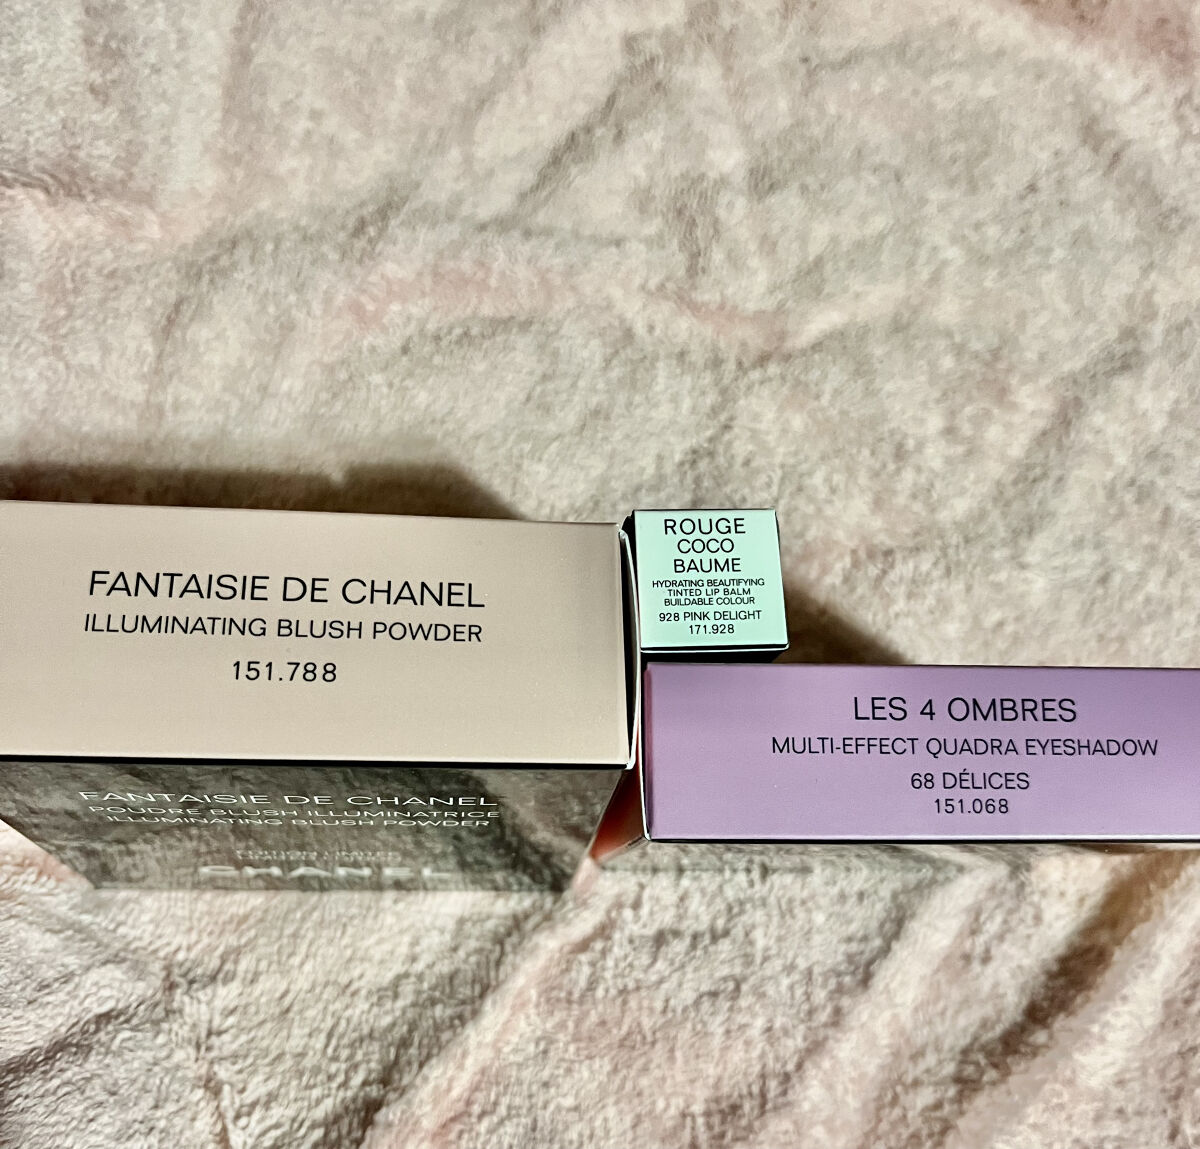 FANTAISIE DE CHANEL
ILLUMINATING BLUSH POWDER
151.788
FANTAISIE DE CHANEL
POUDRE BLUSH ILLUMINATRICE
ILLUMINATING BLUSH POWDER
CHANEL
ROUGE
COCO
BAUME
HYDRATING BEAUTIFYING
TINTED LIP BALM
BUILDABLE COLOUR
928 PINK DELIGHT
171.928
LES 4 OMBRES
MULTI-EFFECT QUADRA EYESHADOW
68 DÉLICES
151.068